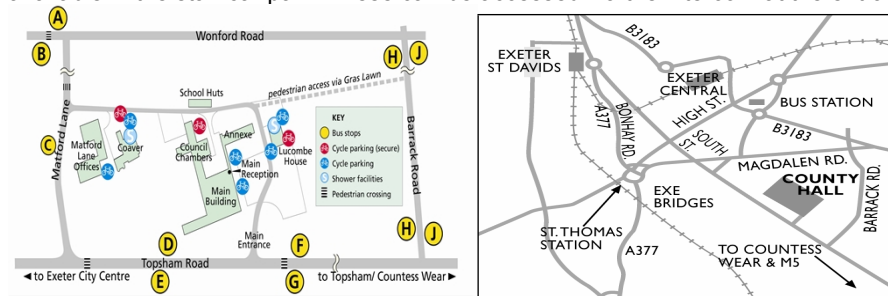 A
B
Wonford Road
H
J
School Huts
pedestrian access via Gras Lawn
Matford Lane
C
Matford
Lane
Offices
Coaver
Council
Chambers
Annexe
Lucombe
House
Main
Reception
Main
Building
Barrack Road
KEY
Bus stops
Cycle parking (secure)
Cycle parking
S Shower facilities
Pedestrian crossing
Main
Entrance
D
E
F
G
H
J
Topsham Road
to Exeter City Centre
to Topsham/ Countess Wear
B3183
EXETER
ST DAVIDS
EXETER
CENTRAL
HIGH ST.
BUS STATION
B3183
A377
BONHAY RD.
SOUTH
ST.
MAGDALEN RD.
COUNTY
HALL
BARRACK RD.
EXE
BRIDGES
ST. THOMAS
STATION
A377
TO COUNTESS
WEAR & M5